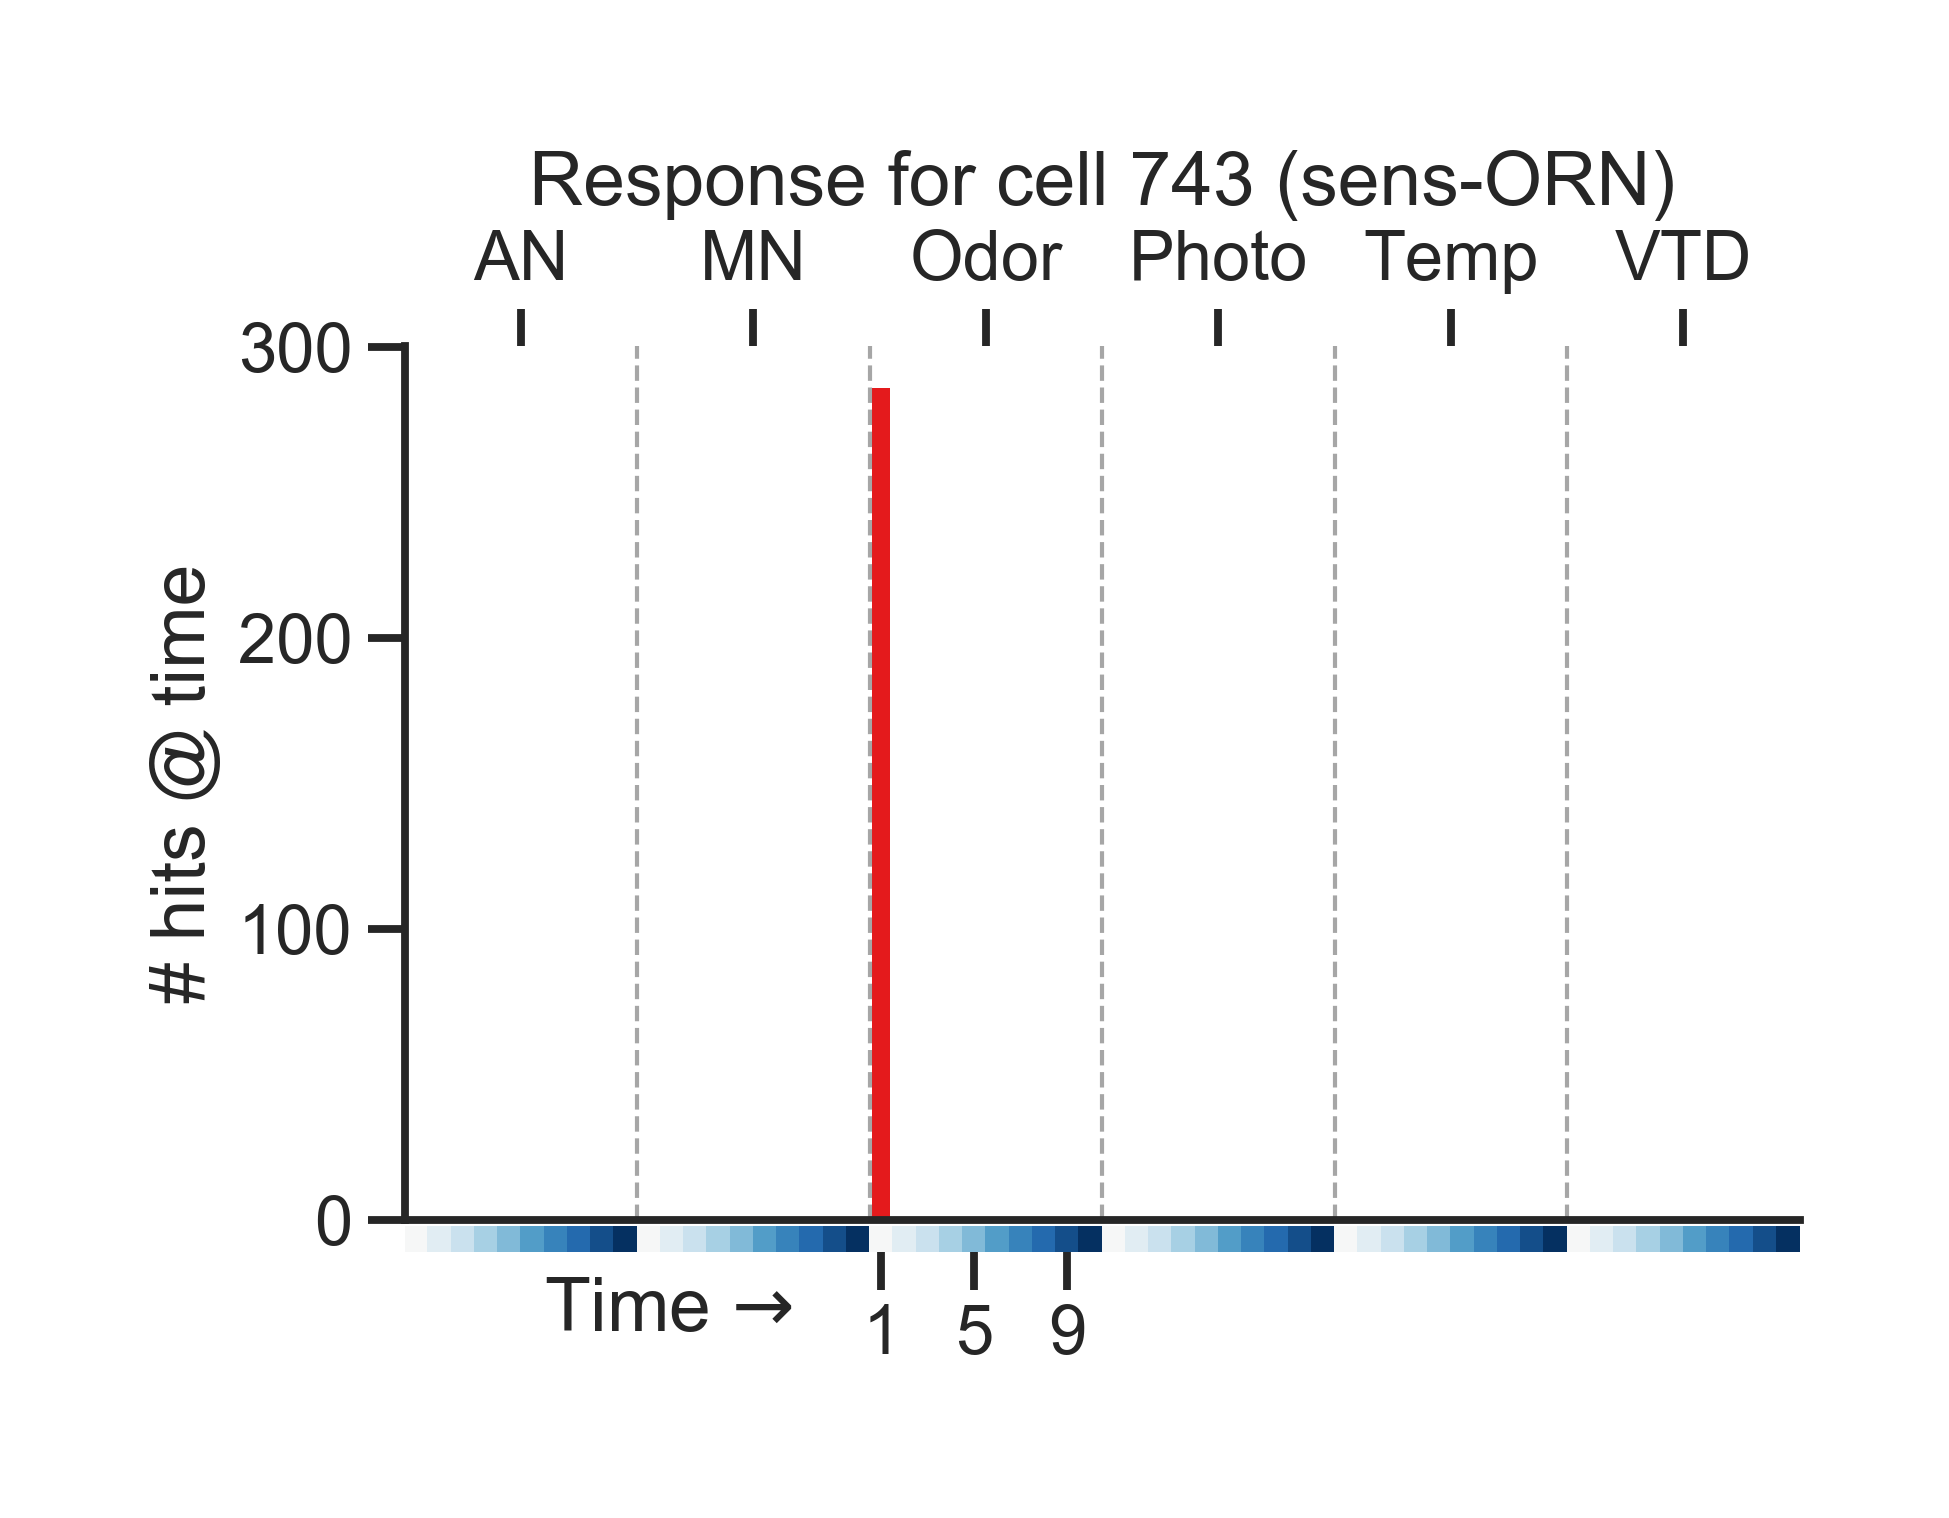 Response for cell 743 (sens-ORN)
AN MN Odor Photo Temp VTD
300
200
100
0
# hits @ time
Time →
1 5 9